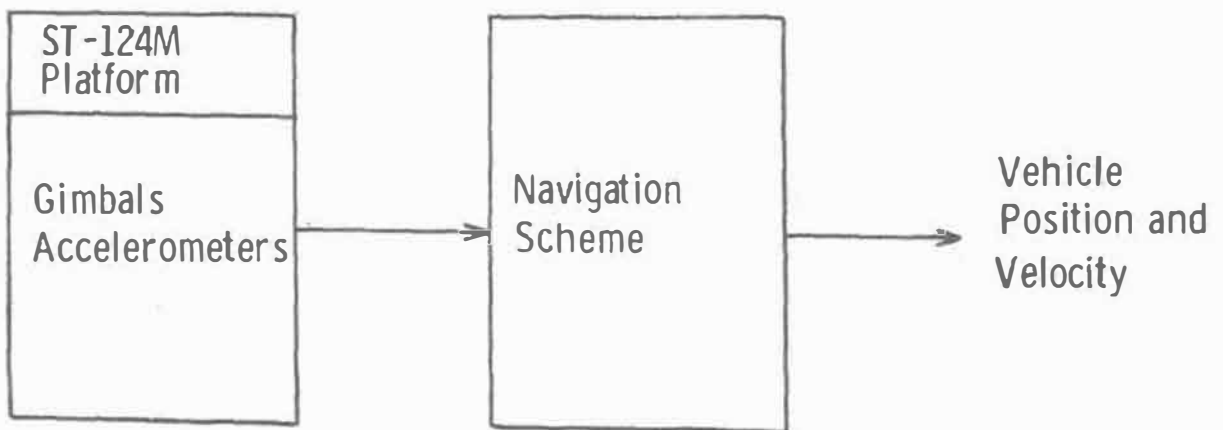 ST-124M
Platform
Gimbals
Accelerometers
Navigation
Scheme
Vehicle
Position and
Velocity